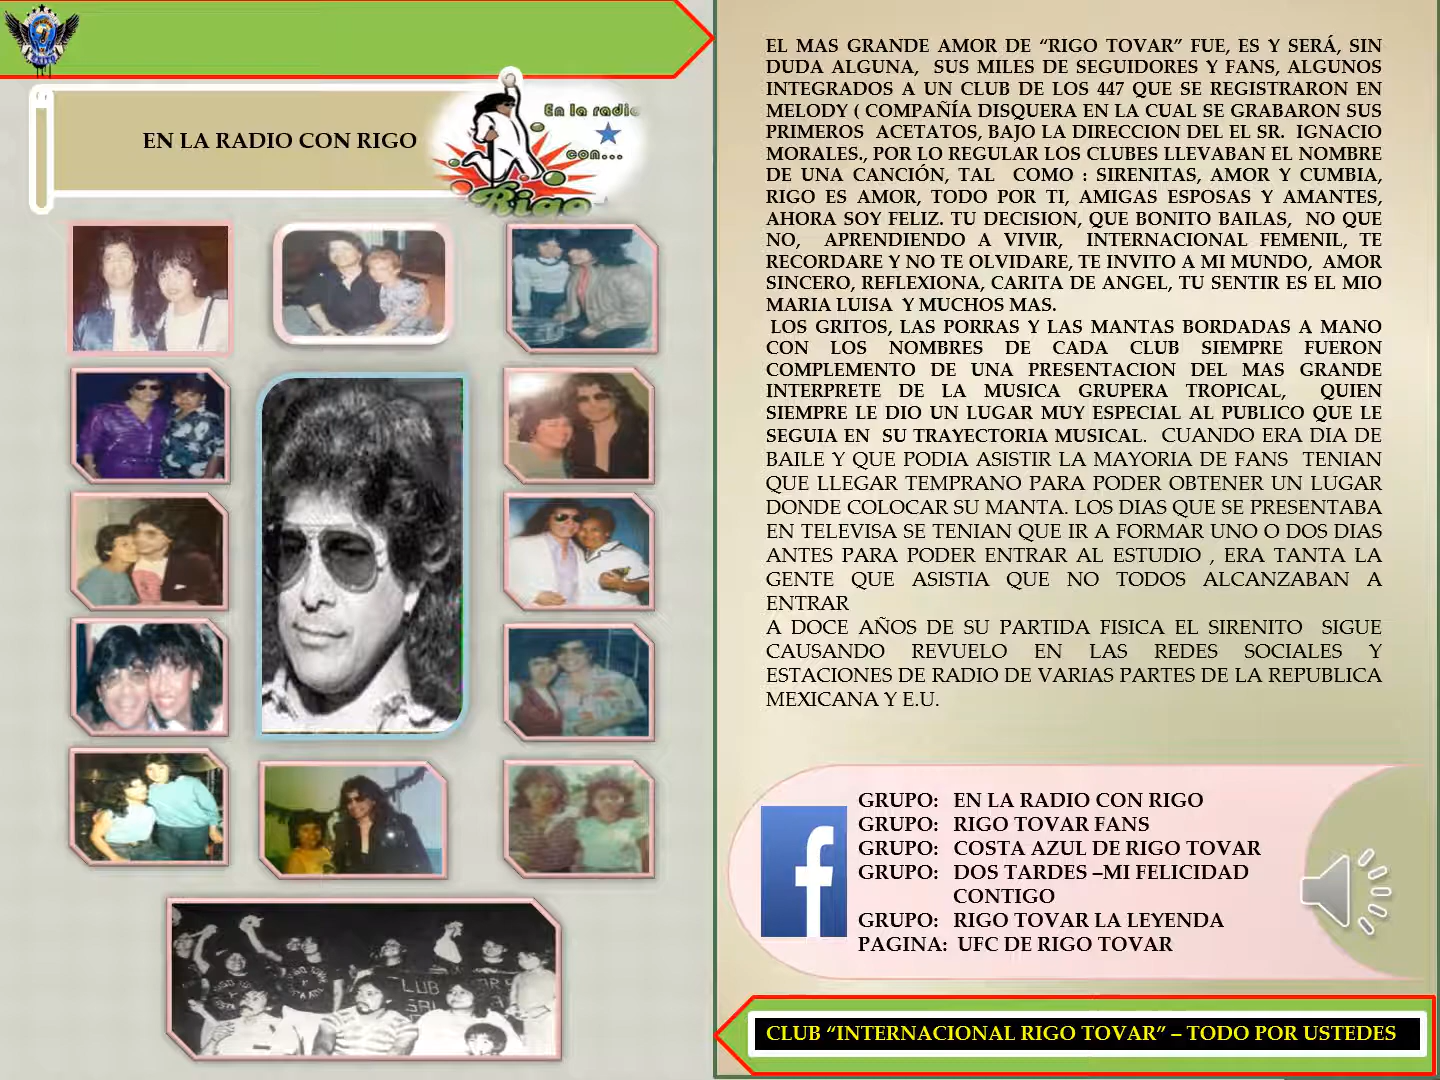 EXITO
EN LA RADIO CON RIGO
En la radio
con...
Rigo
EL MAS GRANDE AMOR DE “RIGO TOVAR” FUE, ES Y SERÁ, SIN
DUDA ALGUNA, SUS MILES DE SEGUIDORES Y FANS, ALGUNOS
INTEGRADOS A UN CLUB DE LOS 447 QUE SE REGISTRARON EN
MELODY ( COMPAÑÍA DISQUERA EN LA CUAL SE GRABARON SUS
PRIMEROS ACETATOS, BAJO LA DIRECCION DEL EL SR. IGNACIO
MORALES., POR LO REGULAR LOS CLUBES LLEVABAN EL NOMBRE
DE UNA CANCIÓN, TAL COMO : SIRENITAS, AMOR Y CUMBIA,
RIGO ES AMOR, TODO POR TI, AMIGAS ESPOSAS Y AMANTES,
AHORA SOY FELIZ. TU DECISION, QUE BONITO BAILAS, NO QUE
NO, APRENDIENDO A VIVIR, INTERNACIONAL FEMENIL, TE
RECORDARE Y NO TE OLVIDARE, TE INVITO A MI MUNDO, AMOR
SINCERO, REFLEXIONA, CARITA DE ANGEL, TU SENTIR ES EL MIO
MARIA LUISA Y MUCHOS MAS.
LOS GRITOS, LAS PORRAS Y LAS MANTAS BORDADAS A MANO
CON LOS NOMBRES DE CADA CLUB SIEMPRE FUERON
COMPLEMENTO DE UNA PRESENTACION DEL MAS GRANDE
INTERPRETE DE LA MUSICA GRUPERA TROPICAL, QUIEN
SIEMPRE LE DIO UN LUGAR MUY ESPECIAL AL PUBLICO QUE LE
SEGUIA EN SU TRAYECTORIA MUSICAL. CUANDO ERA DIA DE
BAILE Y QUE PODIA ASISTIR LA MAYORIA DE FANS TENIAN
QUE LLEGAR TEMPRANO PARA PODER OBTENER UN LUGAR
DONDE COLOCAR SU MANTA. LOS DIAS QUE SE PRESENTABA
EN TELEVISA SE TENIAN QUE IR A FORMAR UNO O DOS DIAS
ANTES PARA PODER ENTRAR AL ESTUDIO , ERA TANTA LA
GENTE QUE ASISTIA QUE NO TODOS ALCANZABAN A
ENTRAR
A DOCE AÑOS DE SU PARTIDA FISICA EL SIRENITO SIGUE
CAUSANDO REVUELO EN LAS REDES SOCIALES Y
ESTACIONES DE RADIO DE VARIAS PARTES DE LA REPUBLICA
MEXICANA Y E.U.
f
GRUPO: EN LA RADIO CON RIGO
GRUPO: RIGO TOVAR FANS
GRUPO: COSTA AZUL DE RIGO TOVAR
GRUPO: DOS TARDES –MI FELICIDAD
CONTIGO
GRUPO: RIGO TOVAR LA LEYENDA
PAGINA: UFC DE RIGO TOVAR
CLUB “INTERNACIONAL RIGO TOVAR” – TODO POR USTEDES